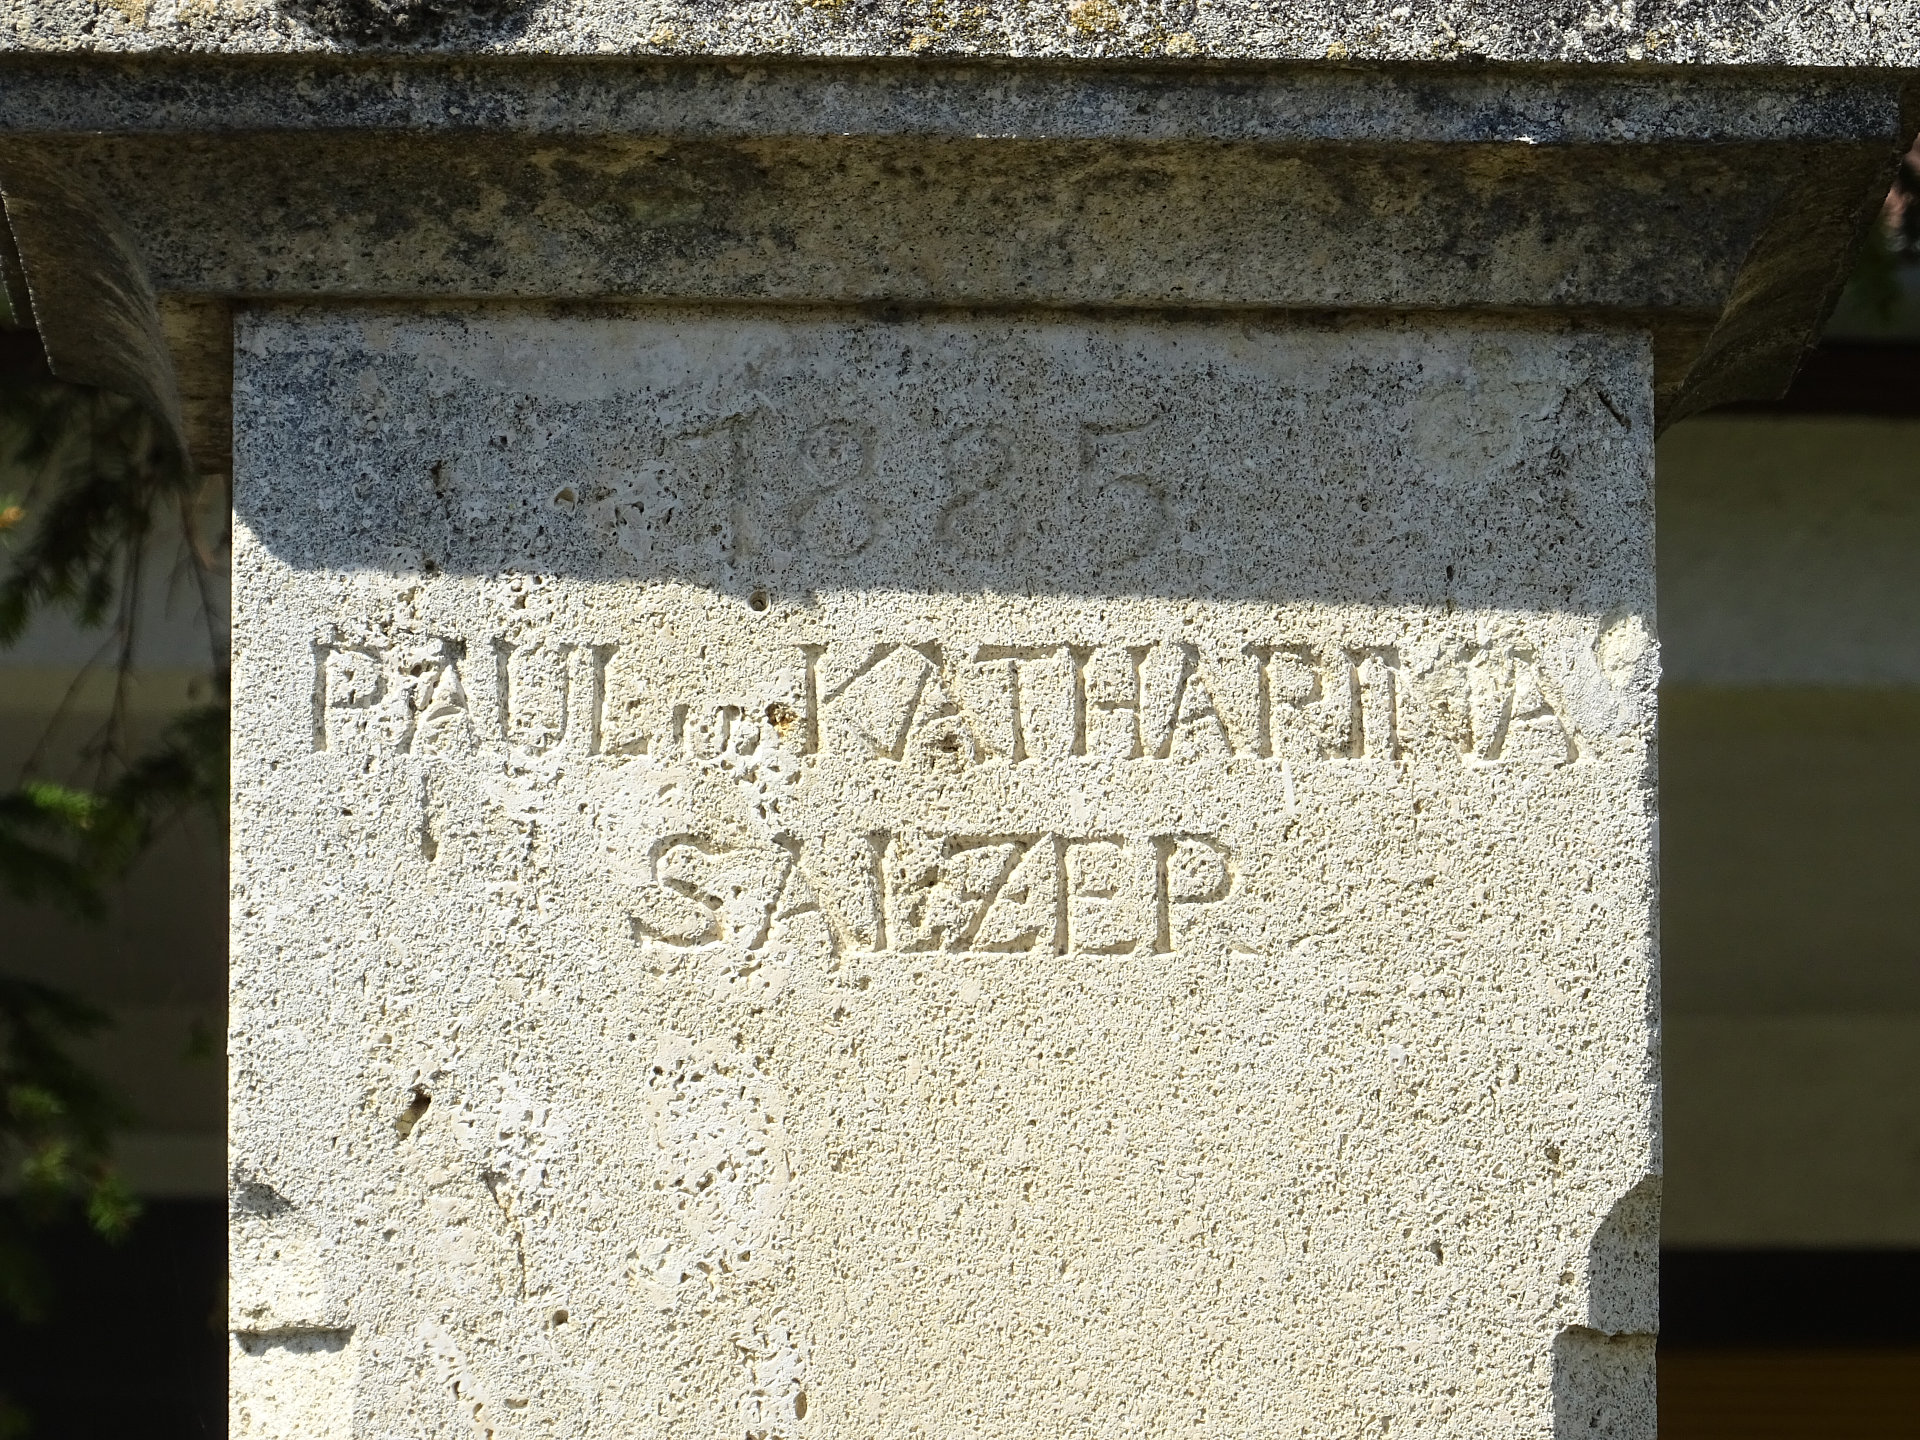 1825
PAUL u. KATHARINA
SALZER